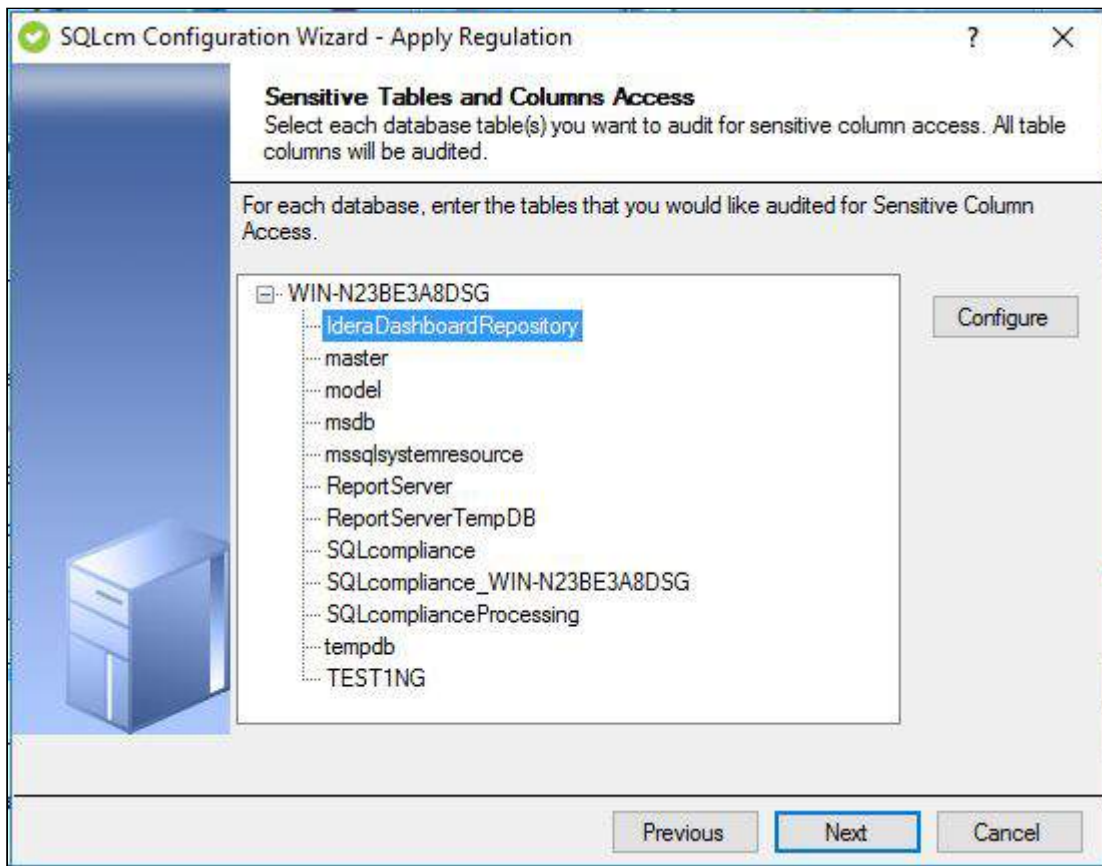 SQLcm Configuration Wizard - Apply Regulation
?
Sensitive Tables and Columns Access
Select each database table(s) you want to audit for sensitive column access. All table
columns will be audited.
For each database, enter the tables that you would like audited for Sensitive Column
Access.
WIN-N23BE3A8DSG
IderaDashboardRepository
master
model
msdb
mssqlsystemresource
ReportServer
ReportServerTempDB
SQLcompliance
SQLcompliance_WIN-N23BE3A8DSG
SQLcomplianceProcessing
tempdb
TEST1NG
Configure
Previous
Next
Cancel